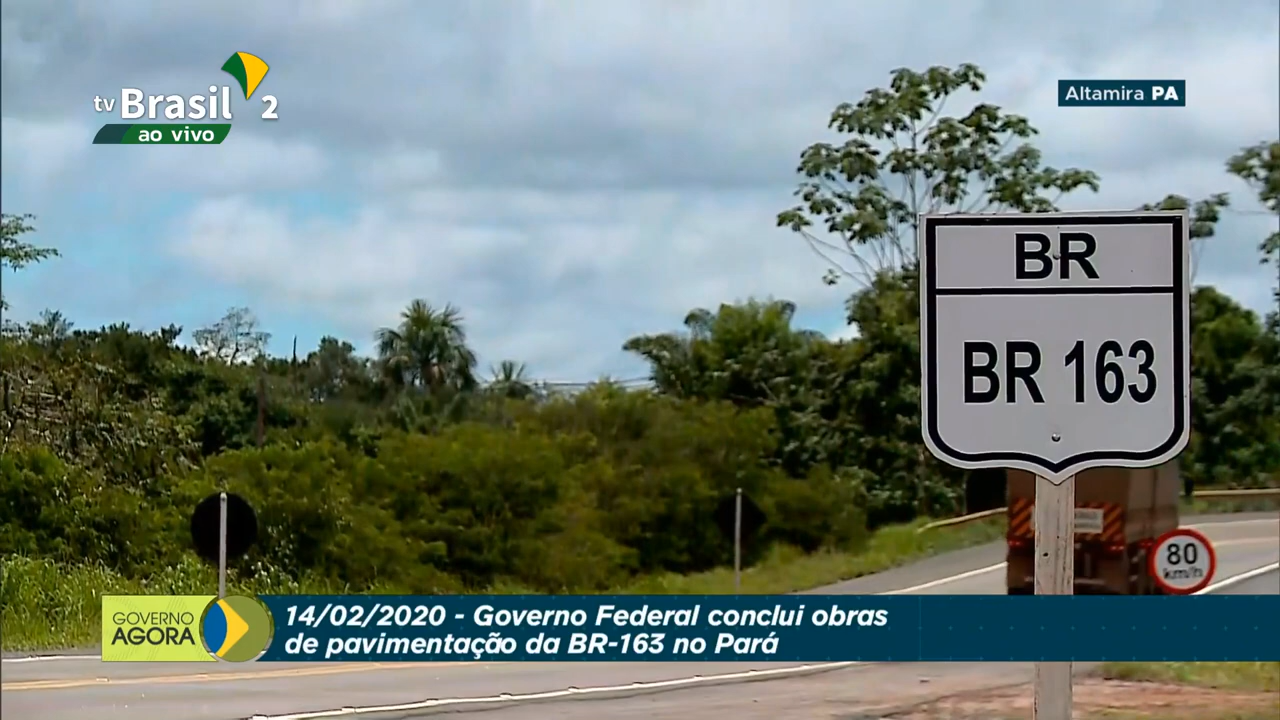 tv Brasil 2
ao vivo
Altamira PA
BR
BR 163
80
km/h
GOVERNO
AGORA
14/02/2020 - Governo Federal conclui obras
de pavimentação da BR-163 no Pará